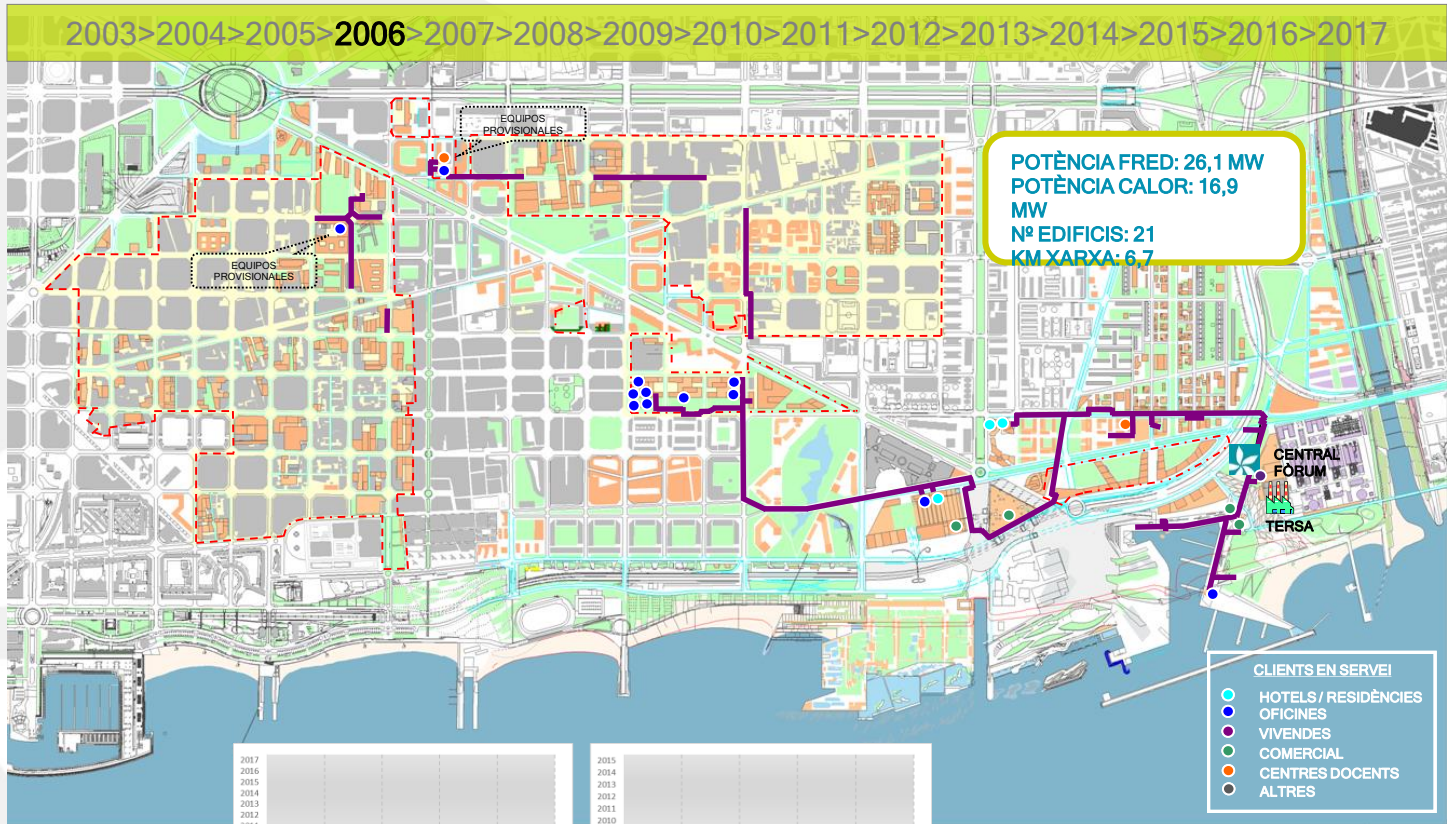 2003>2004>2005>2006>2007>2008>2009>2010>2011>2012>2013>2014>2015>2016>2017
EQUIPOS
PROVISIONALES
POTÈNCIA FRED: 26,1 MW
POTÈNCIA CALOR: 16,9
MW
Nº EDIFICIS: 21
KM XARXA: 6,7
EQUIPOS
PROVISIONALES
CENTRAL
FÒRUM
TERSA
CLIENTS EN SERVEI
HOTELS / RESIDÈNCIES
OFICINES
VIVENDES
COMERCIAL
CENTRES DOCENTS
ALTRES
2017
2016
2015
2014
2013
2012
2015
2014
2013
2012
2011
2010